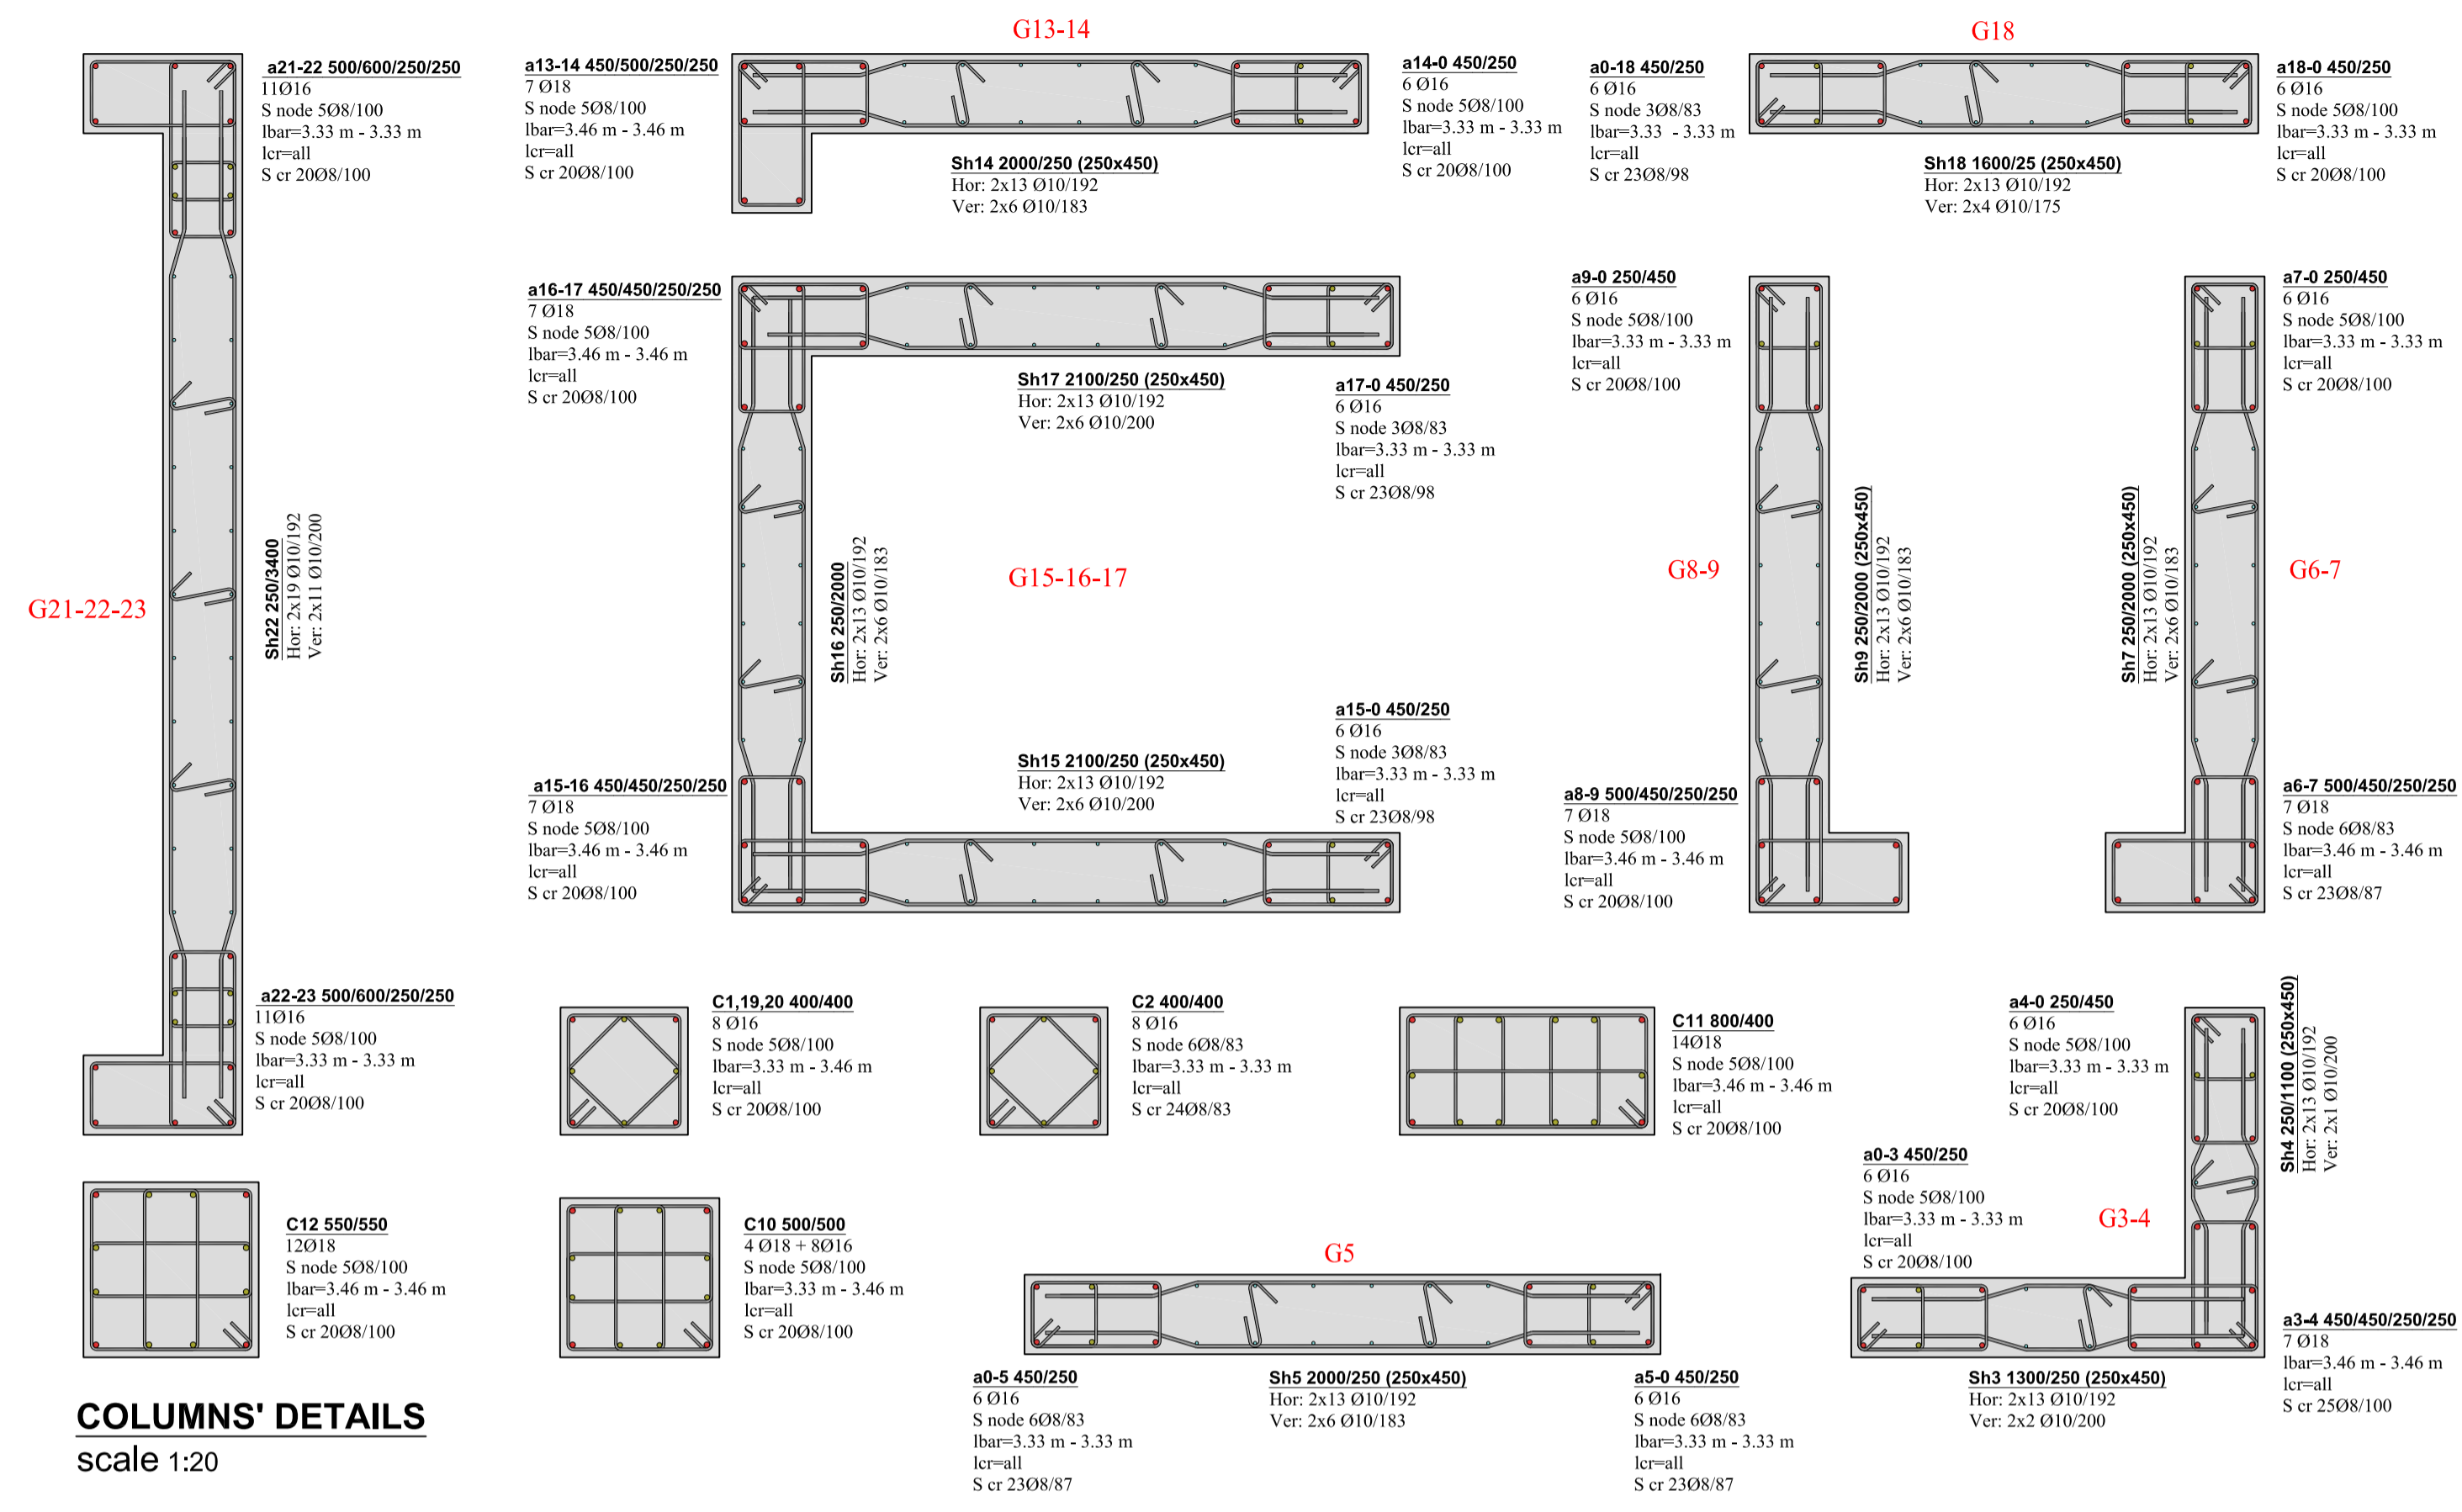 G13-14
G18
a21-22 500/600/250/250
11Ø16
S node 5Ø8/100
lbar=3.33 m - 3.33 m
lcr=all
S cr 20Ø8/100
a13-14 450/500/250/250
7 Ø18
S node 5Ø8/100
lbar=3.46 m - 3.46 m
lcr=all
S cr 20Ø8/100
Sh14 2000/250 (250x450)
Hor: 2x13 Ø10/192
Ver: 2x6 Ø10/183
a14-0 450/250
6 Ø16
S node 5Ø8/100
lbar=3.33 m - 3.33 m
lcr=all
S cr 20Ø8/100
a0-18 450/250
6 Ø16
S node 3Ø8/83
lbar=3.33 - 3.33 m
lcr=all
S cr 23Ø8/98
Sh18 1600/25 (250x450)
Hor: 2x13 Ø10/192
Ver: 2x4 Ø10/175
a18-0 450/250
6 Ø16
S node 5Ø8/100
lbar=3.33 m - 3.33 m
lcr=all
S cr 20Ø8/100
a16-17 450/450/250/250
7 Ø18
S node 5Ø8/100
lbar=3.46 m - 3.46 m
lcr=all
S cr 20Ø8/100
Sh17 2100/250 (250x450)
Hor: 2x13 Ø10/192
Ver: 2x6 Ø10/200
a17-0 450/250
6 Ø16
S node 3Ø8/83
lbar=3.33 m - 3.33 m
lcr=all
S cr 23Ø8/98
a9-0 250/450
6 Ø16
S node 5Ø8/100
lbar=3.33 m - 3.33 m
lcr=all
S cr 20Ø8/100
a7-0 250/450
6 Ø16
S node 5Ø8/100
lbar=3.33 m - 3.33 m
lcr=all
S cr 20Ø8/100
G21-22-23
Sh22 250/3400
Hor: 2x19 Ø10/192
Ver: 2x11 Ø10/200
Sh16 250/2000
Hor: 2x13 Ø10/192
Ver: 2x6 Ø10/183
G15-16-17
G8-9
Sh9 250/2000 (250x450)
Hor: 2x13 Ø10/192
Ver: 2x6 Ø10/183
Sh7 250/2000 (250x450)
Hor: 2x13 Ø10/192
Ver: 2x6 Ø10/183
G6-7
a15-16 450/450/250/250
7 Ø18
S node 5Ø8/100
lbar=3.46 m - 3.46 m
lcr=all
S cr 20Ø8/100
Sh15 2100/250 (250x450)
Hor: 2x13 Ø10/192
Ver: 2x6 Ø10/200
a15-0 450/250
6 Ø16
S node 3Ø8/83
lbar=3.33 m - 3.33 m
lcr=all
S cr 23Ø8/98
a8-9 500/450/250/250
7 Ø18
S node 5Ø8/100
lbar=3.46 m - 3.46 m
lcr=all
S cr 20Ø8/100
a6-7 500/450/250/250
7 Ø18
S node 6Ø8/83
lbar=3.46 m - 3.46 m
lcr=all
S cr 23Ø8/87
a22-23 500/600/250/250
11Ø16
S node 5Ø8/100
lbar=3.33 m - 3.33 m
lcr=all
S cr 20Ø8/100
C1,19,20 400/400
8 Ø16
S node 5Ø8/100
lbar=3.33 m - 3.46 m
lcr=all
S cr 20Ø8/100
C2 400/400
8 Ø16
S node 6Ø8/83
lbar=3.33 m - 3.33 m
lcr=all
S cr 24Ø8/83
C11 800/400
14Ø18
S node 5Ø8/100
lbar=3.46 m - 3.46 m
lcr=all
S cr 20Ø8/100
a4-0 250/450
6 Ø16
S node 5Ø8/100
lbar=3.33 m - 3.33 m
lcr=all
S cr 20Ø8/100
Sh4 250/100 (250x450)
Hor: 2x13 Ø10/192
Ver: 2x1 Ø10/200
a0-3 450/250
6 Ø16
S node 5Ø8/100
lbar=3.33 m - 3.33 m
lcr=all
S cr 20Ø8/100
G3-4
C12 550/550
12Ø18
S node 5Ø8/100
lbar=3.46 m - 3.46 m
lcr=all
S cr 20Ø8/100
C10 500/500
4 Ø18 + 8Ø16
S node 5Ø8/100
lbar=3.33 m - 3.46 m
lcr=all
S cr 20Ø8/100
G5
a0-5 450/250
6 Ø16
S node 6Ø8/83
lbar=3.33 m - 3.33 m
lcr=all
S cr 23Ø8/87
Sh5 2000/250 (250x450)
Hor: 2x13 Ø10/192
Ver: 2x6 Ø10/183
a5-0 450/250
6 Ø16
S node 6Ø8/83
lbar=3.33 m - 3.33 m
lcr=all
S cr 23Ø8/87
Sh3 1300/250 (250x450)
Hor: 2x13 Ø10/192
Ver: 2x2 Ø10/200
a3-4 450/450/250/250
7 Ø18
lbar=3.46 m - 3.46 m
lcr=all
S cr 25Ø8/100
COLUMNS' DETAILS
scale 1:20